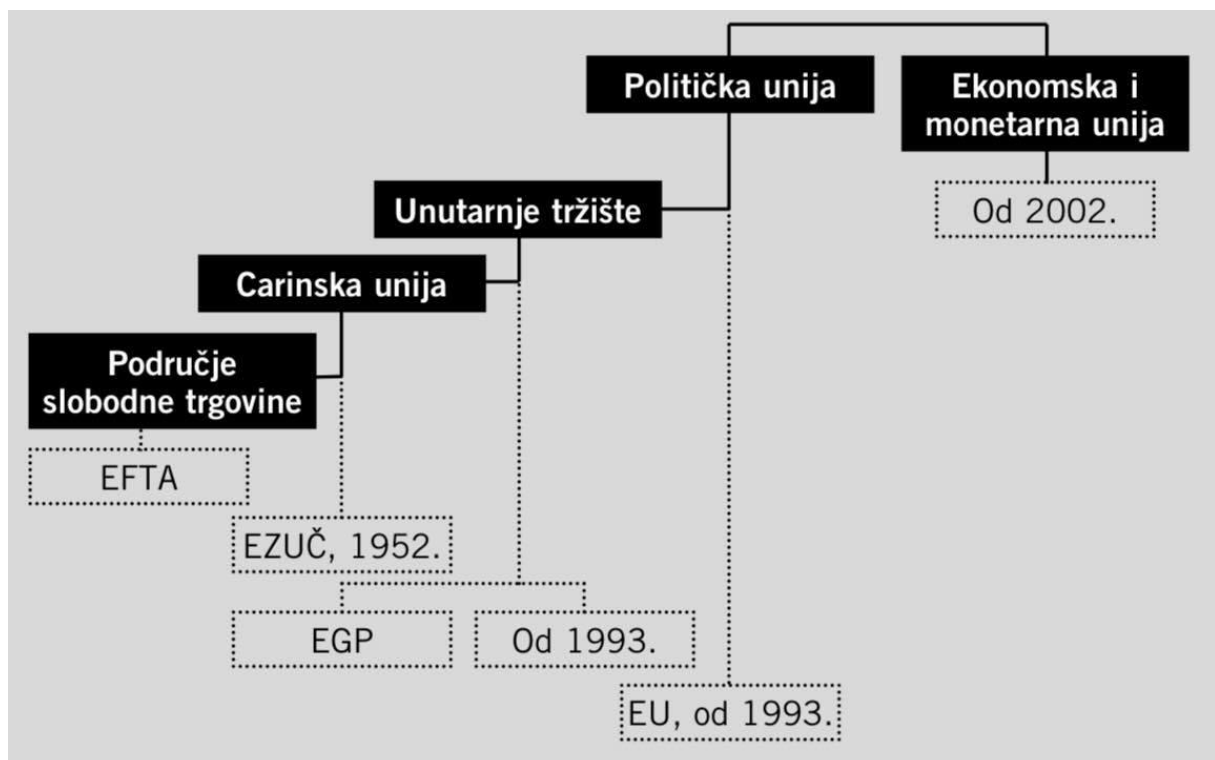 Politička unija
Ekonomska i
monetarna unija
Od 2002.
Unutarnje tržište
Carinska unija
Područje
slobodne trgovine
EFTA
EZUČ, 1952.
EGP
Od 1993.
EU, od 1993.